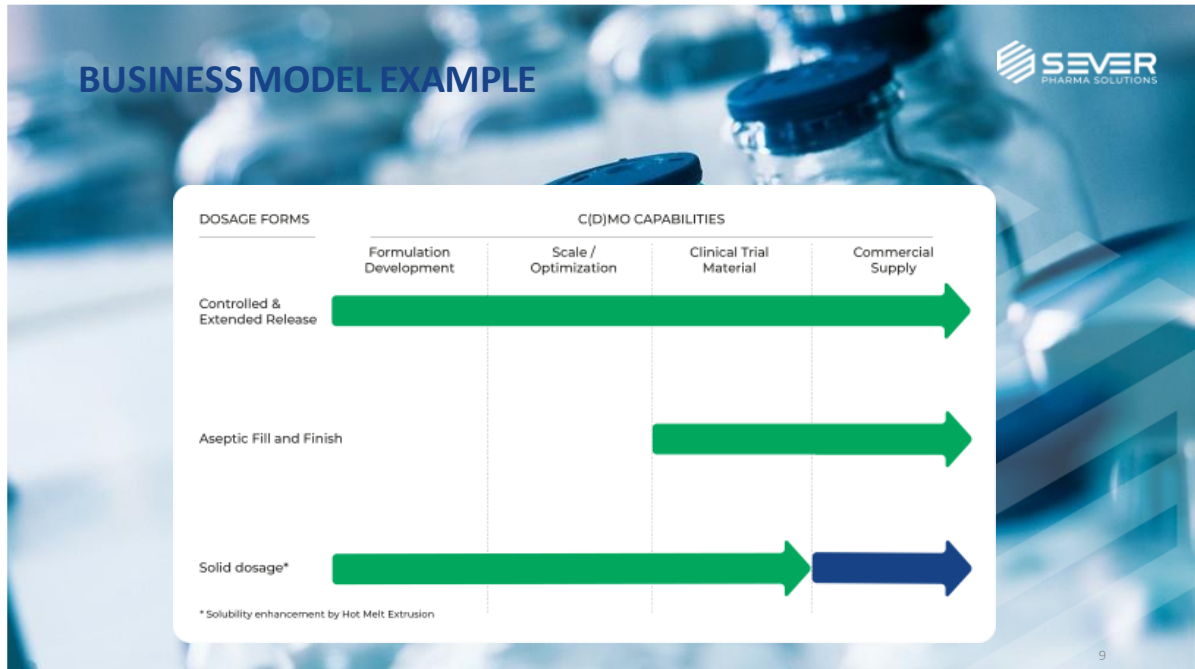 BUSINESS MODEL EXAMPLE
SEVER
PHARMA SOLUTIONS
DOSAGE FORMS
C(D)MO CAPABILITIES
Formulation
Development
Scale /
Optimization
Clinical Trial
Material
Commercial
Supply
Controlled &
Extended Release
Aseptic Fill and Finish
Solid dosage*
* Solubility enhancement by Hot Melt Extrusion
9